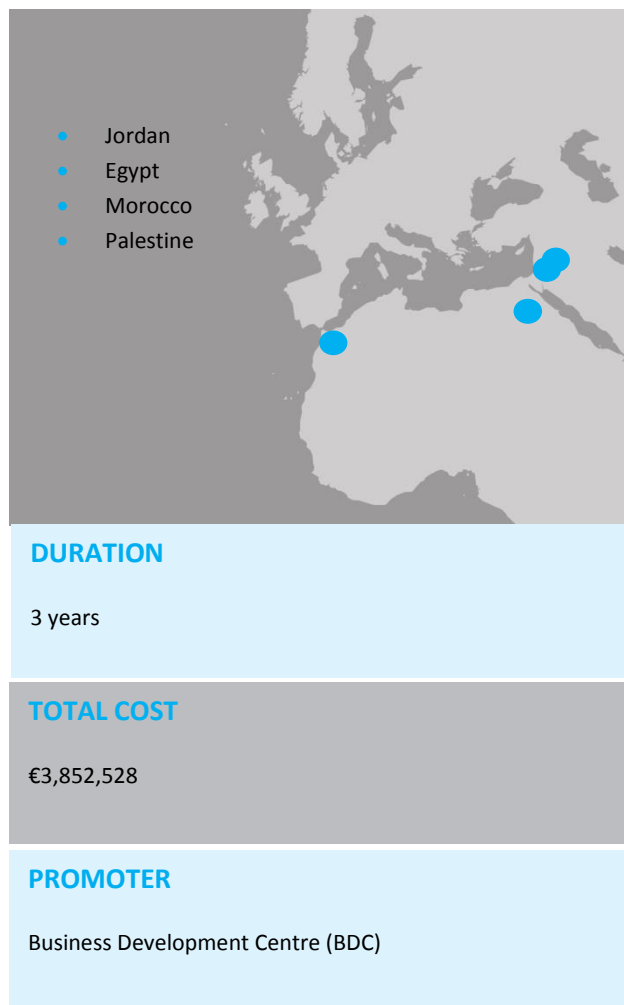 Jordan
Egypt
Morocco
Palestine
DURATION
3 years
TOTAL COST
€3,852,528
PROMOTER
Business Development Centre (BDC)